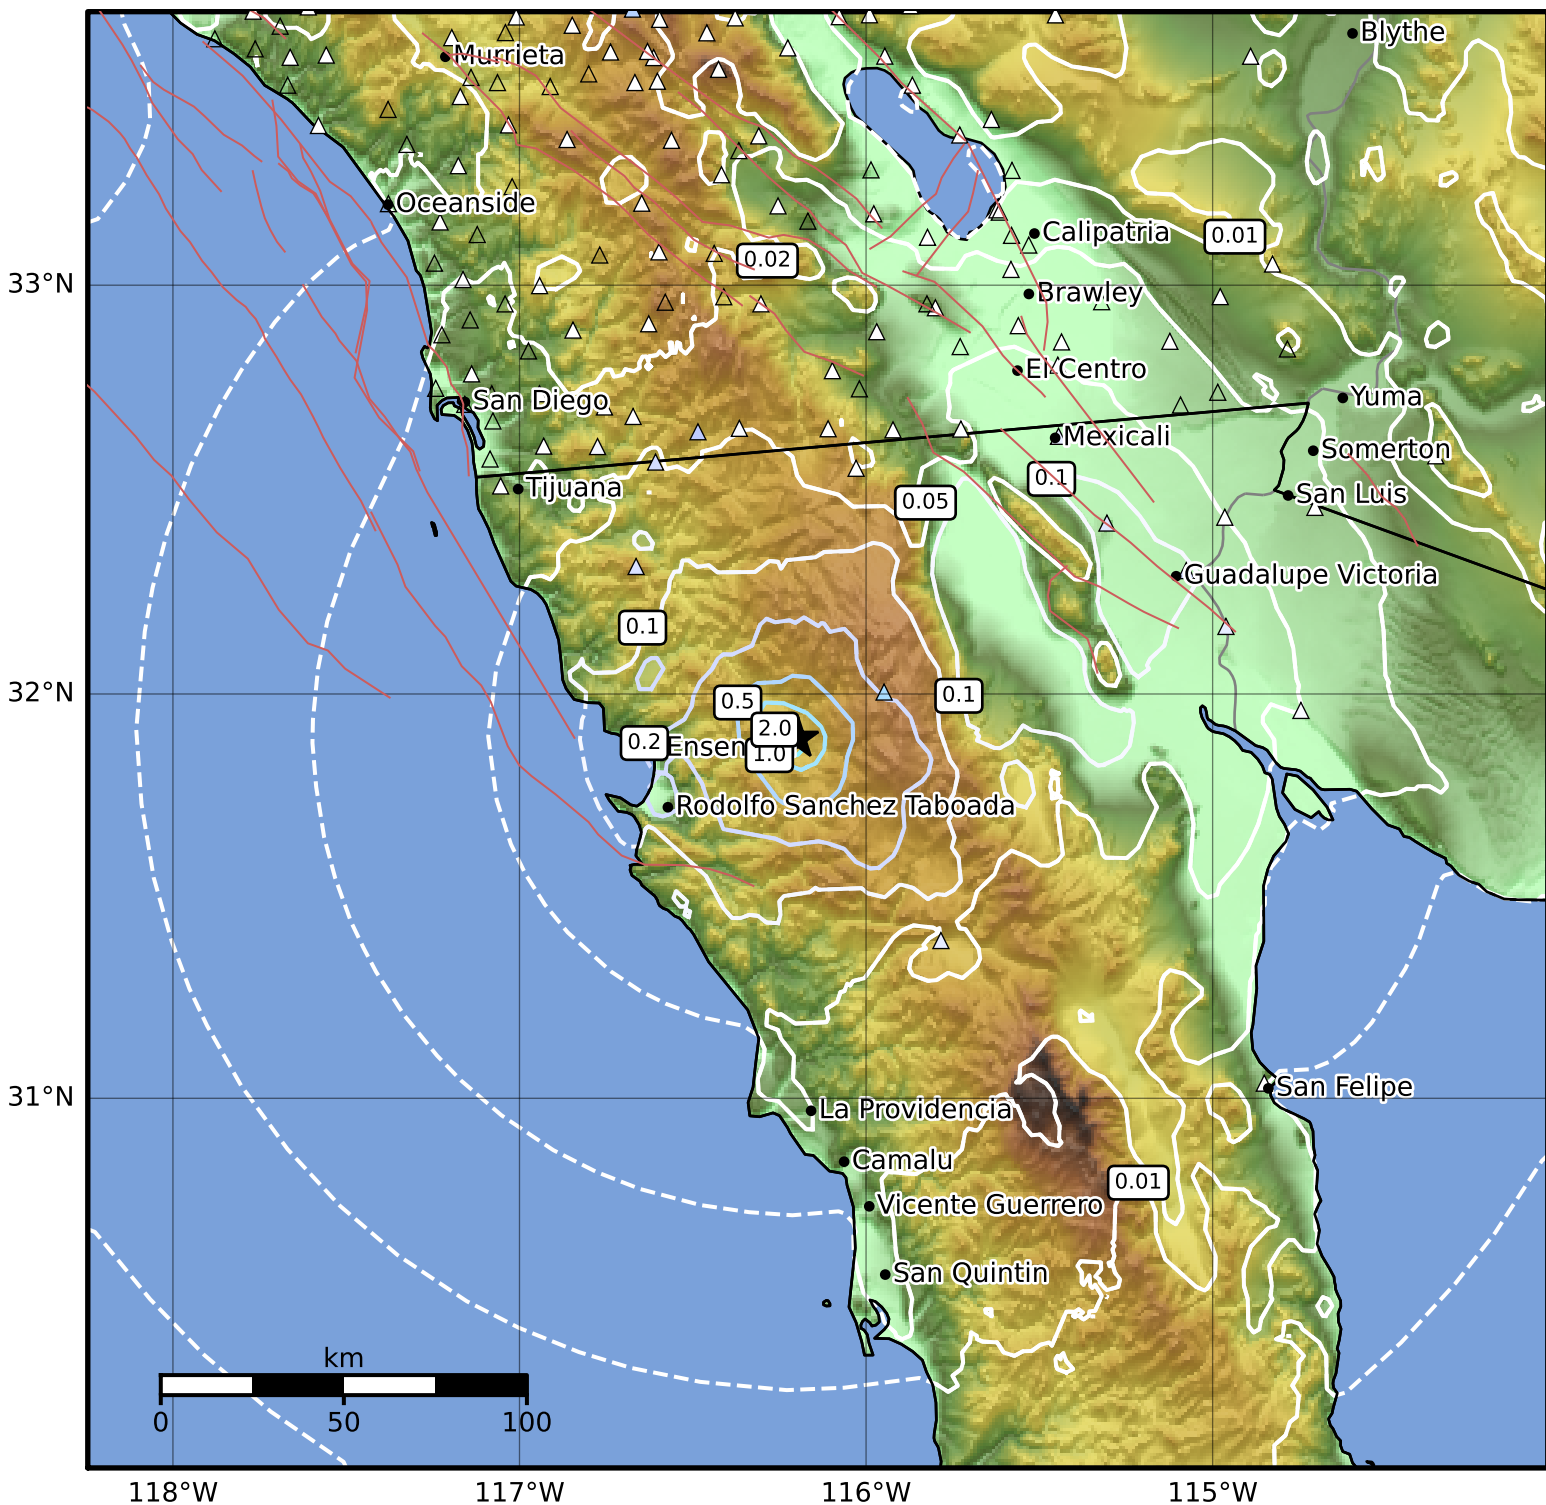 Blythe
Murrieta
Oceanside
Calipatria
0.01
0.02
33°N
Brawley
El Centro
Yuma
San Diego
Mexicali
Somerton
0.1
Tijuana
San Luis
0.05
Guadalupe Victoria
0.1
32°N
0.1
0.5
2.0
0.2
Ensen
1.0
Rodolfo Sanchez Taboada
San Felipe
31°N
La Providencia
Camalu
0.01
Vicente Guerrero
San Quintin
km
0
50
100
118°W
117°W
116°W
115°W